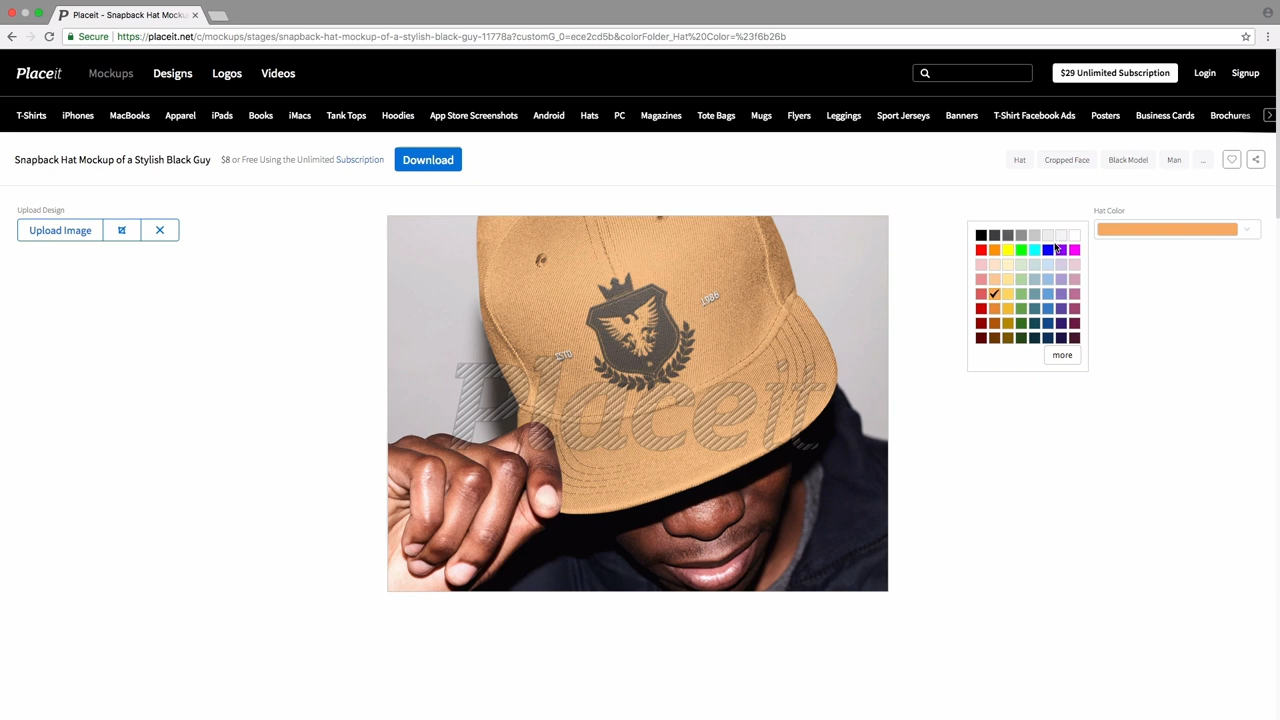 Placeit - Snapback Hat Mocku
Secure
https://placeit.net/c/mockups/stages/snapback-hat-mockup-of-a-stylish-black-guy-11778a?customG_0=ece2cd5b&colorFolder_Hat%20Color=%23f6b26b
Placeit
Mockups
Designs
Logos
Videos
$29 Unlimited Subscription
Login
Signup
T-Shirts
iPhones
MacBooks
Apparel
iPads
Books
iMacs
Tank Tops
Hoodies
App Store Screenshots
Android
Hats
PC
Magazines
Tote Bags
Mugs
Flyers
Leggings
Sport Jerseys
Banners
T-Shirt Facebook Ads
Posters
Business Cards
Brochures
Snapback Hat Mockup of a Stylish Black Guy
$8 or Free Using the Unlimited Subscription
Download
Hat
Cropped Face
Black Model
Man
...
Upload Design
Upload Image
Hat Color
more
1986
ESTD
Placeit